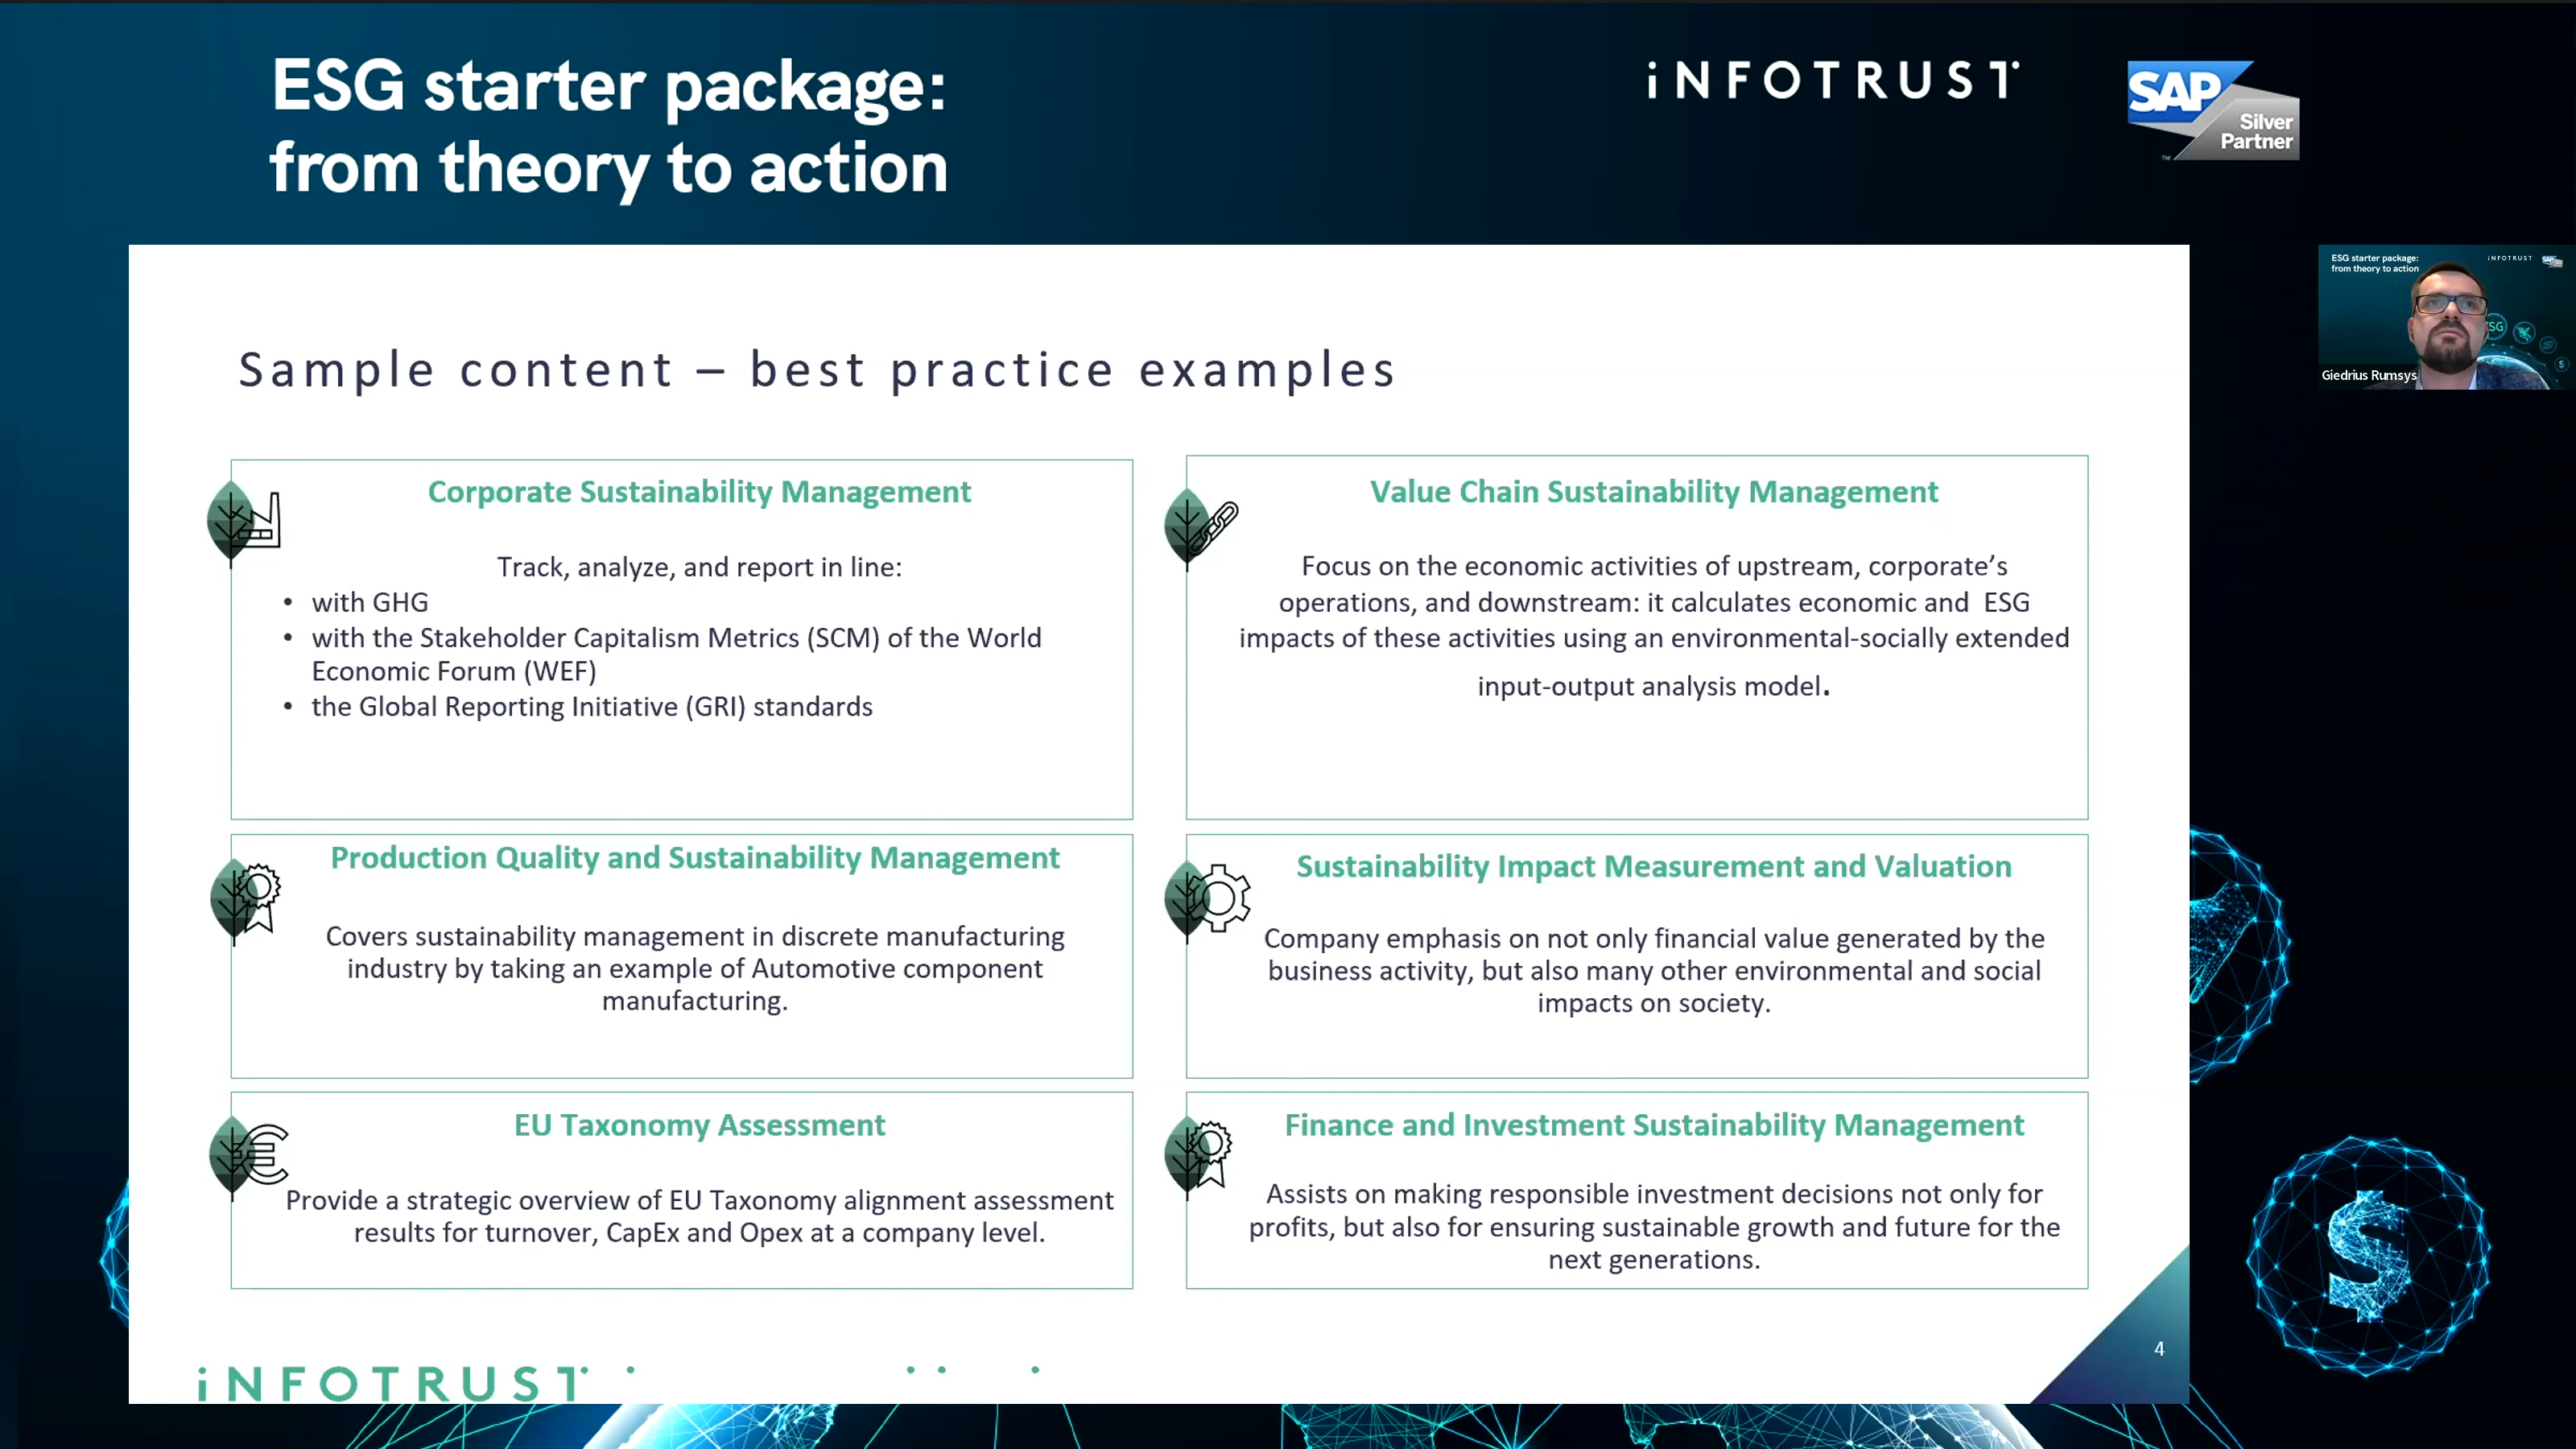 ESG starter package:
from theory to action
iNFOTRUST
SAP
Silver
Partner
™
ESG starter package:
from theory to action
iNFOTRUST
SAP
ESG
Giedrius Rumsys
Sample content – best practice examples
Corporate Sustainability Management
Track, analyze, and report in line:
• with GHG
• with the Stakeholder Capitalism Metrics (SCM) of the World
Economic Forum (WEF)
• the Global Reporting Initiative (GRI) standards
Value Chain Sustainability Management
Focus on the economic activities of upstream, corporate’s
operations, and downstream: it calculates economic and  ESG
impacts of these activities using an environmental-socially extended
input-output analysis model.
Production Quality and Sustainability Management
Covers sustainability management in discrete manufacturing
industry by taking an example of Automotive component
manufacturing.
Sustainability Impact Measurement and Valuation
Company emphasis on not only financial value generated by the
business activity, but also many other environmental and social
impacts on society.
EU Taxonomy Assessment
€
Provide a strategic overview of EU Taxonomy alignment assessment
results for turnover, CapEx and Opex at a company level.
Finance and Investment Sustainability Management
Assists on making responsible investment decisions not only for
profits, but also for ensuring sustainable growth and future for the
next generations.
$
4
iNFOTRUST